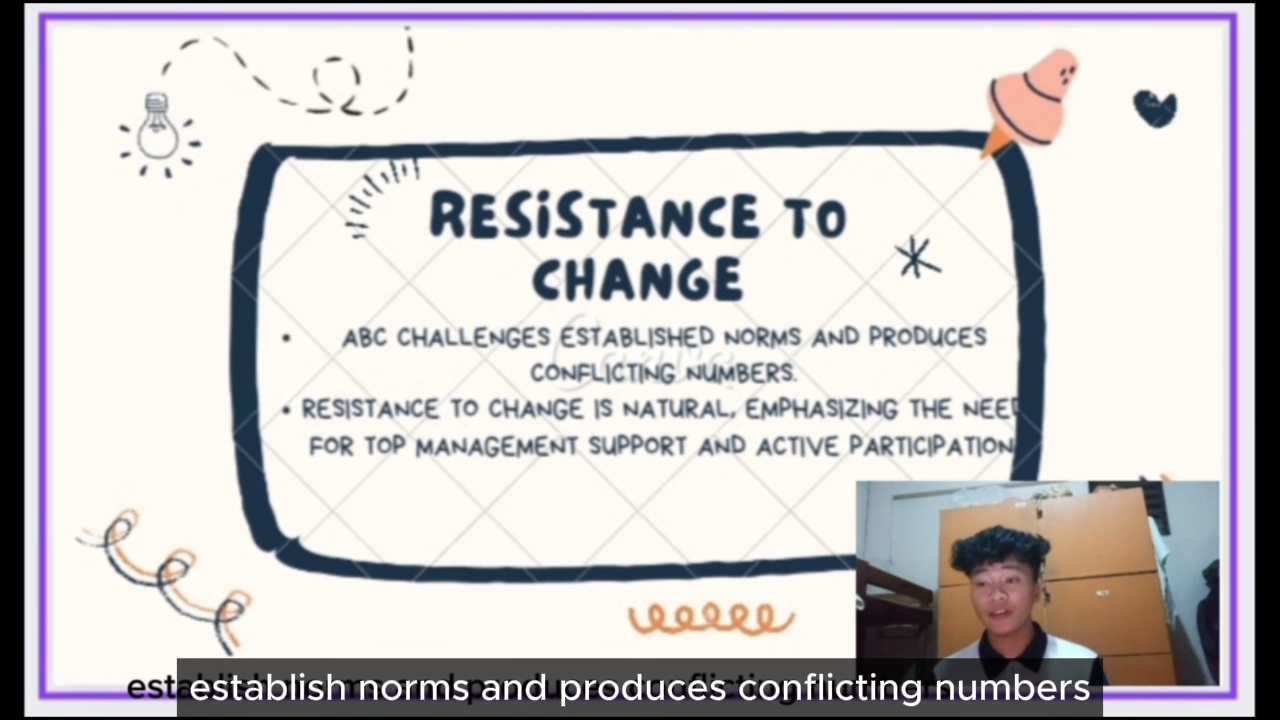 RESISTANCE TO
CHANGE
• ABC CHALLENGES ESTABLISHED NORMS AND PRODUCES
CONFLICTING NUMBERS.
• RESISTANCE TO CHANGE IS NATURAL, EMPHASIZING THE NEED
FOR TOP MANAGEMENT SUPPORT AND ACTIVE PARTICIPATION
establish norms and produces conflicting numbers